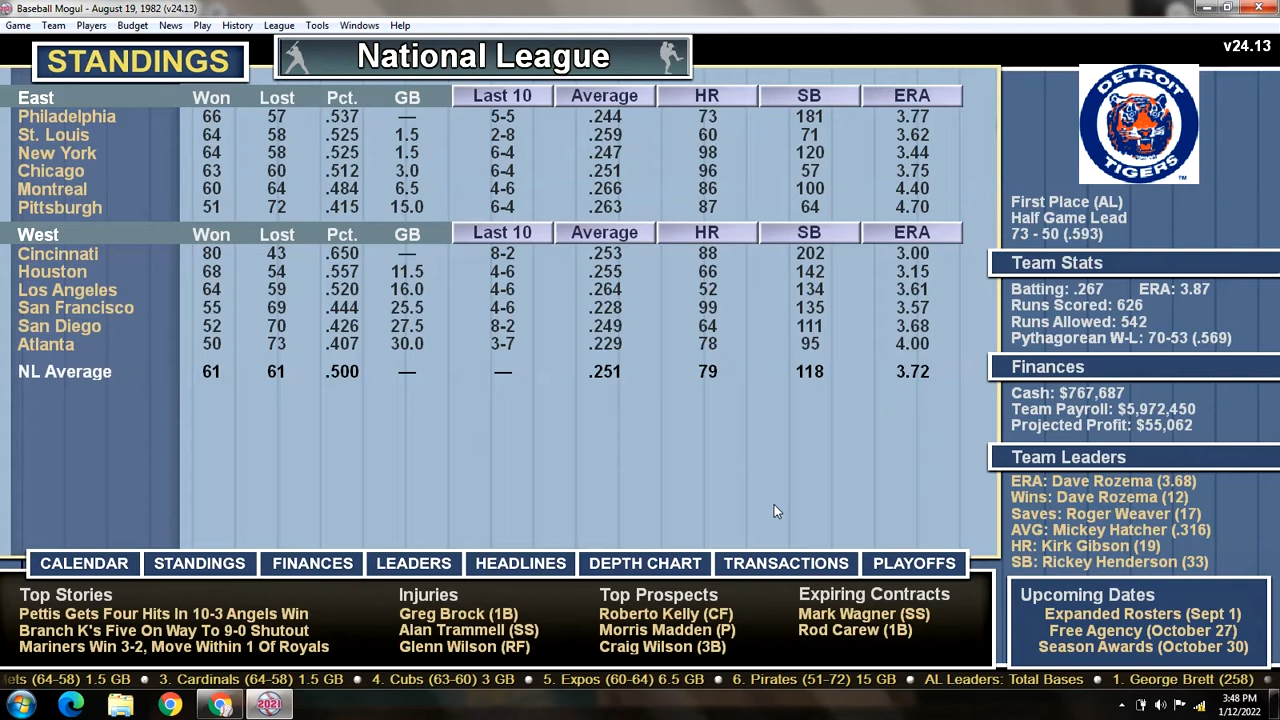 Baseball Mogul - August 19, 1982 (v24.13)
Game Team Players Budget News Play History League Tools Windows Help
STANDINGS National League v24.13
East Won Lost Pct. GB Last 10 Average HR SB ERA
Philadelphia 66 57 .537 — 5-5 .244 73 181 3.77
St. Louis 64 58 .525 1.5 2-8 .259 60 71 3.62
New York 64 58 .525 1.5 6-4 .247 98 120 3.44
Chicago 63 60 .512 3.0 6-4 .251 96 57 3.75
Montreal 60 64 .484 6.5 4-6 .266 86 100 4.40
Pittsburgh 51 72 .415 15.0 6-4 .263 87 64 4.70
West Won Lost Pct. GB Last 10 Average HR SB ERA
Cincinnati 80 43 .650 — 8-2 .253 88 202 3.00
Houston 68 54 .557 11.5 4-6 .255 66 142 3.15
Los Angeles 64 59 .520 16.0 4-6 .264 52 134 3.61
San Francisco 55 69 .444 25.5 4-6 .228 99 135 3.57
San Diego 52 70 .426 27.5 8-2 .249 64 111 3.68
Atlanta 50 73 .407 30.0 3-7 .229 78 95 4.00
NL Average 61 61 .500 — — .251 79 118 3.72
DETROIT
TIGERS
First Place (AL)
Half Game Lead
73 - 50 (.593)
Team Stats
Batting: .267 ERA: 3.87
Runs Scored: 626
Runs Allowed: 542
Pythagorean W-L: 70-53 (.569)
Finances
Cash: $767,687
Team Payroll: $5,972,450
Projected Profit: $55,062
Team Leaders
ERA: Dave Rozema (3.68)
Wins: Dave Rozema (12)
Saves: Roger Weaver (17)
AVG: Mickey Hatcher (.316)
HR: Kirk Gibson (19)
SB: Rickey Henderson (33)
CALENDAR STANDINGS FINANCES LEADERS HEADLINES DEPTH CHART TRANSACTIONS PLAYOFFS
Top Stories
Pettis Gets Four Hits In 10-3 Angels Win
Branch K's Five On Way To 9-0 Shutout
Mariners Win 3-2, Move Within 1 Of Royals
Injuries
Greg Brock (1B)
Alan Trammell (SS)
Glenn Wilson (RF)
Top Prospects
Roberto Kelly (CF)
Morris Madden (P)
Craig Wilson (3B)
Expiring Contracts
Mark Wagner (SS)
Rod Carew (1B)
Upcoming Dates
Expanded Rosters (Sept 1)
Free Agency (October 27)
Season Awards (October 30)
Mets (64-58) 1.5 GB • 3. Cardinals (64-58) 1.5 GB • 4. Cubs (63-60) 3 GB • 5. Expos (60-64) 6.5 GB • 6. Pirates (51-72) 15 GB • AL Leaders: Total Bases • 1. George Brett (258) •
2021
3:48 PM
1/12/2022